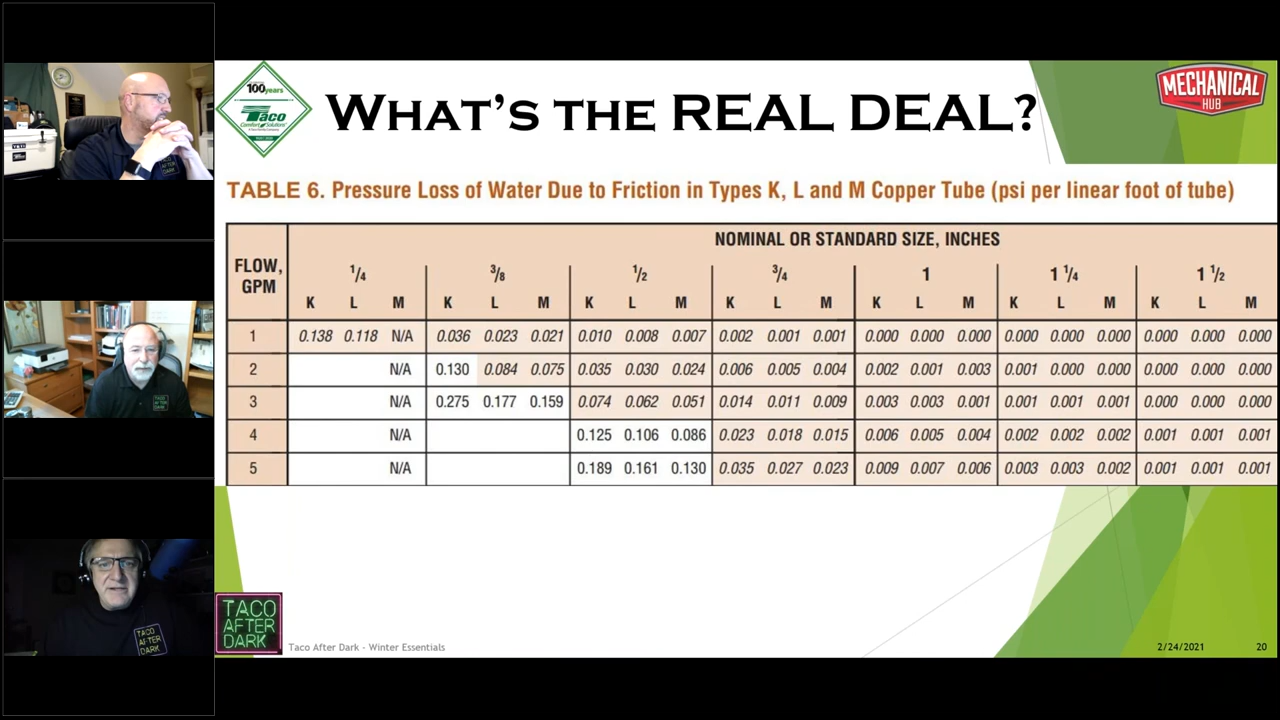 100years
Taco
Comfort Solutions
WHAT'S THE REAL DEAL?
MECHANICAL
HUB
TABLE 6. Pressure Loss of Water Due to Friction in Types K, L and M Copper Tube (psi per linear foot of tube)
FLOW, GPM NOMINAL OR STANDARD SIZE, INCHES
1/4 3/8 1/2 3/4 1 1 1/4 1 1/2
K L M K L M K L M K L M K L M K L M K L M
1 0.138 0.118 N/A 0.036 0.023 0.021 0.010 0.008 0.007 0.002 0.001 0.001 0.000 0.000 0.000 0.000 0.000 0.000 0.000 0.000 0.000
2 N/A 0.130 0.084 0.075 0.035 0.030 0.024 0.006 0.005 0.004 0.002 0.001 0.003 0.001 0.000 0.000 0.000 0.000 0.000
3 N/A 0.275 0.177 0.159 0.074 0.062 0.051 0.014 0.011 0.009 0.003 0.003 0.001 0.001 0.001 0.001 0.000 0.000 0.000
4 N/A 0.125 0.106 0.086 0.023 0.018 0.015 0.006 0.005 0.004 0.002 0.002 0.002 0.001 0.001 0.001
5 N/A 0.189 0.161 0.130 0.035 0.027 0.023 0.009 0.007 0.006 0.003 0.003 0.002 0.001 0.001 0.001
TACO
AFTER
DARK
Taco After Dark - Winter Essentials
2/24/2021
20
TACO
AFTER
DARK